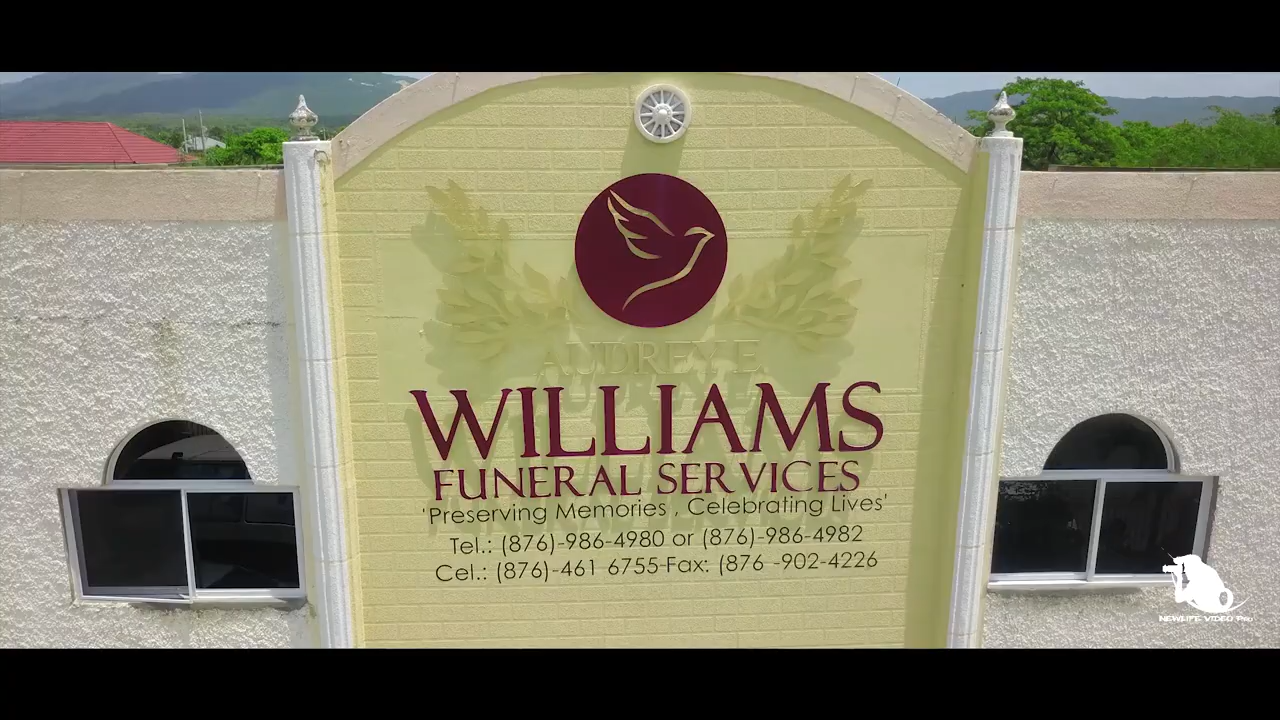 AUDREY E.
WILLIAMS
FUNERAL SERVICES
'Preserving Memories , Celebrating Lives'
Tel.: (876)-986-4980 or (876)-986-4982
Cel.: (876)-461 6755-Fax: (876 -902-4226
NEWLIFE VIDEO Pro